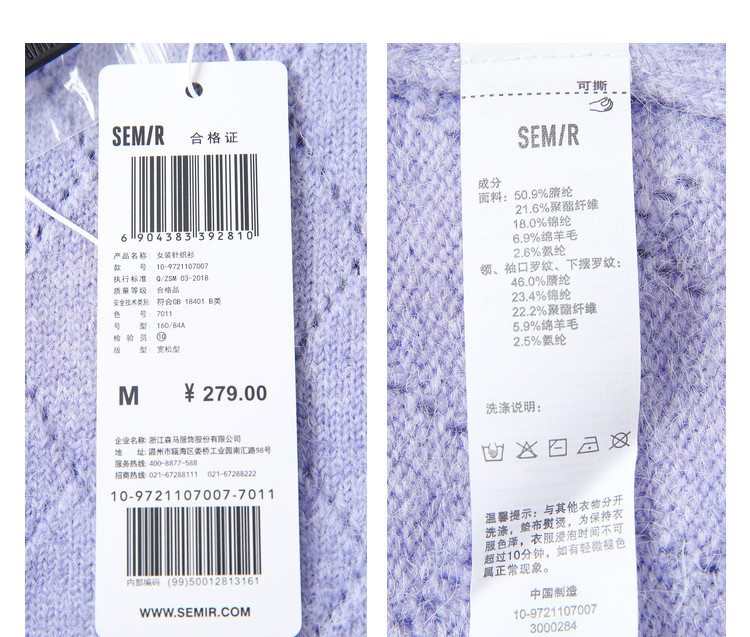 SEM/R 合格证
6 904383 392810
产品名称: 女装针织衫
款 号: 10-9721107007
执行标准: Q/ZSM 03-2018
质量等级: 合格品
安全技术类别: 符合GB 18401 B类
色 号: 7011
号 型: 160/84A
检 验 员: ⑩
版 型: 宽松型
M ¥ 279.00
企业名称: 浙江森马服饰股份有限公司
地 址: 温州市瓯海区娄桥工业园南汇路98号
服务热线: 400-8877-588
招商热线: 021-67288111 021-67288222
10-9721107007-7011
内部编码 (99)50012813161
WWW.SEMIR.COM
可撕
SEM/R
成分
面料: 50.9%腈纶
21.6%聚酯纤维
18.0%锦纶
6.9%绵羊毛
2.6%氨纶
领、袖口罗纹、下摆罗纹:
46.0%腈纶
23.4%锦纶
22.2%聚酯纤维
5.9%绵羊毛
2.5%氨纶
洗涤说明:
温馨提示: 与其他衣物分开
洗涤, 垫布熨烫, 为保持衣
服色泽, 衣服浸泡时间不可
超过10分钟, 如有轻微褪色
属正常现象。
中国制造
10-9721107007
3000284